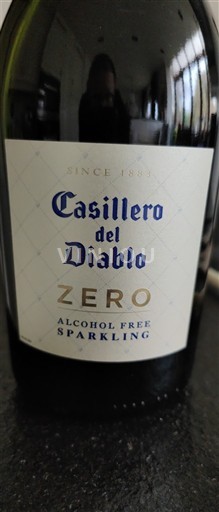 SINCE 1883
Casillero
del
Diablo
ZERO
ALCOHOL FREE
SPARKLING